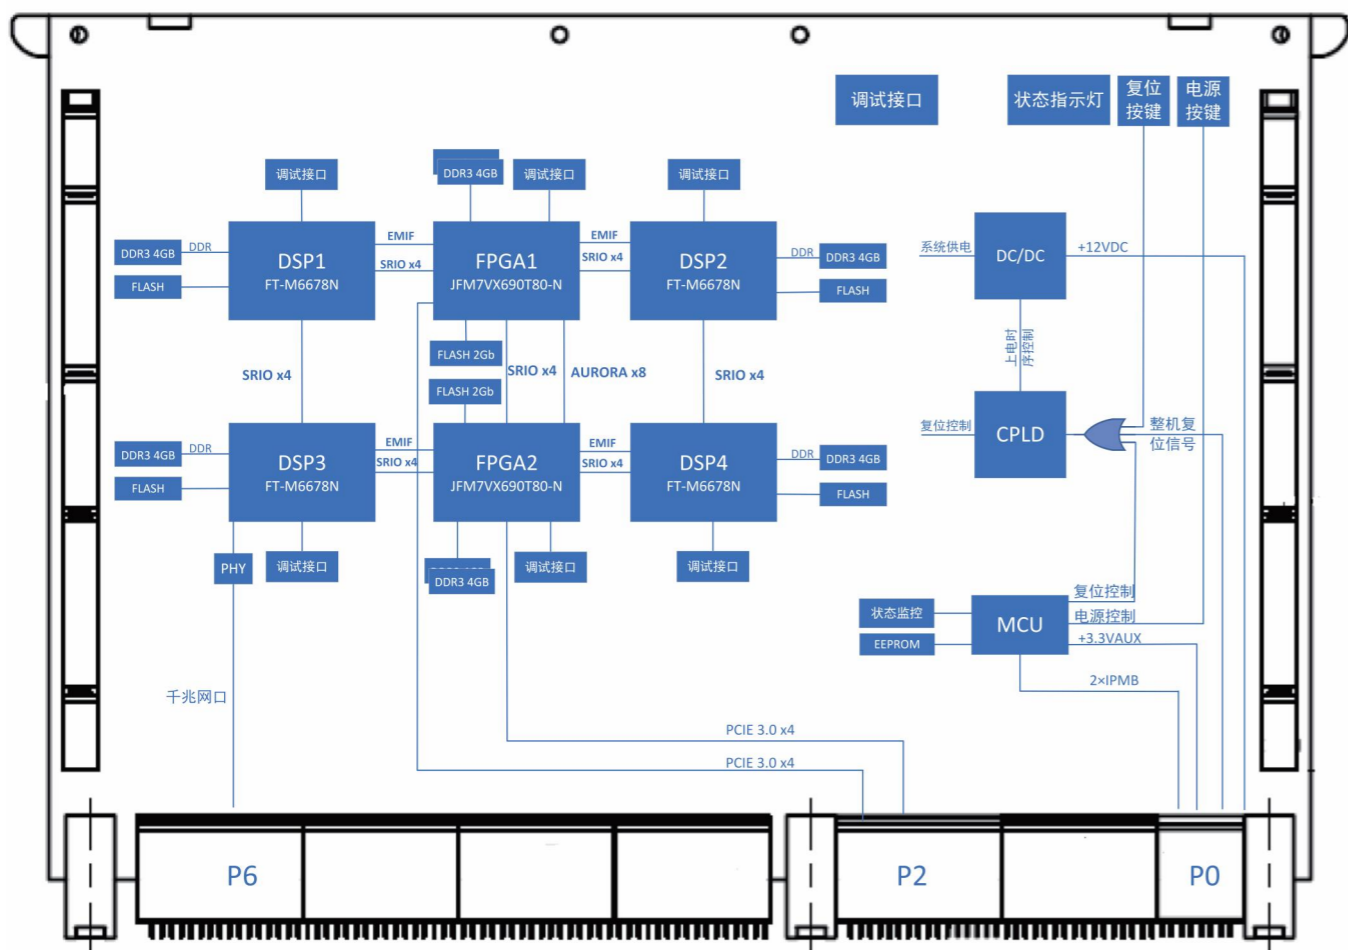 调试接口
状态指示灯
复位
按键
电源
按键
调试接口
DDR3 4GB
调试接口
调试接口
DDR3 4GB
DDR
FLASH
DSP1
FT-M6678N
EMIF
SRIO x4
FPGA1
JFM7VX690T80-N
EMIF
SRIO x4
DSP2
FT-M6678N
DDR
DDR3 4GB
FLASH
系统供电
DC/DC
+12VDC
FLASH 2Gb
SRIO x4
FLASH 2Gb
SRIO x4
AURORA x8
SRIO x4
上电时
序控制
DDR3 4GB
DDR
FLASH
DSP3
FT-M6678N
EMIF
SRIO x4
FPGA2
JFM7VX690T80-N
EMIF
SRIO x4
DSP4
FT-M6678N
DDR
DDR3 4GB
FLASH
复位控制
CPLD
整机复
位信号
PHY
调试接口
DDR3 4GB
调试接口
调试接口
状态监控
EEPROM
MCU
复位控制
电源控制
+3.3VAUX
2×IPMB
千兆网口
PCIE 3.0 x4
PCIE 3.0 x4
P6
P2
P0